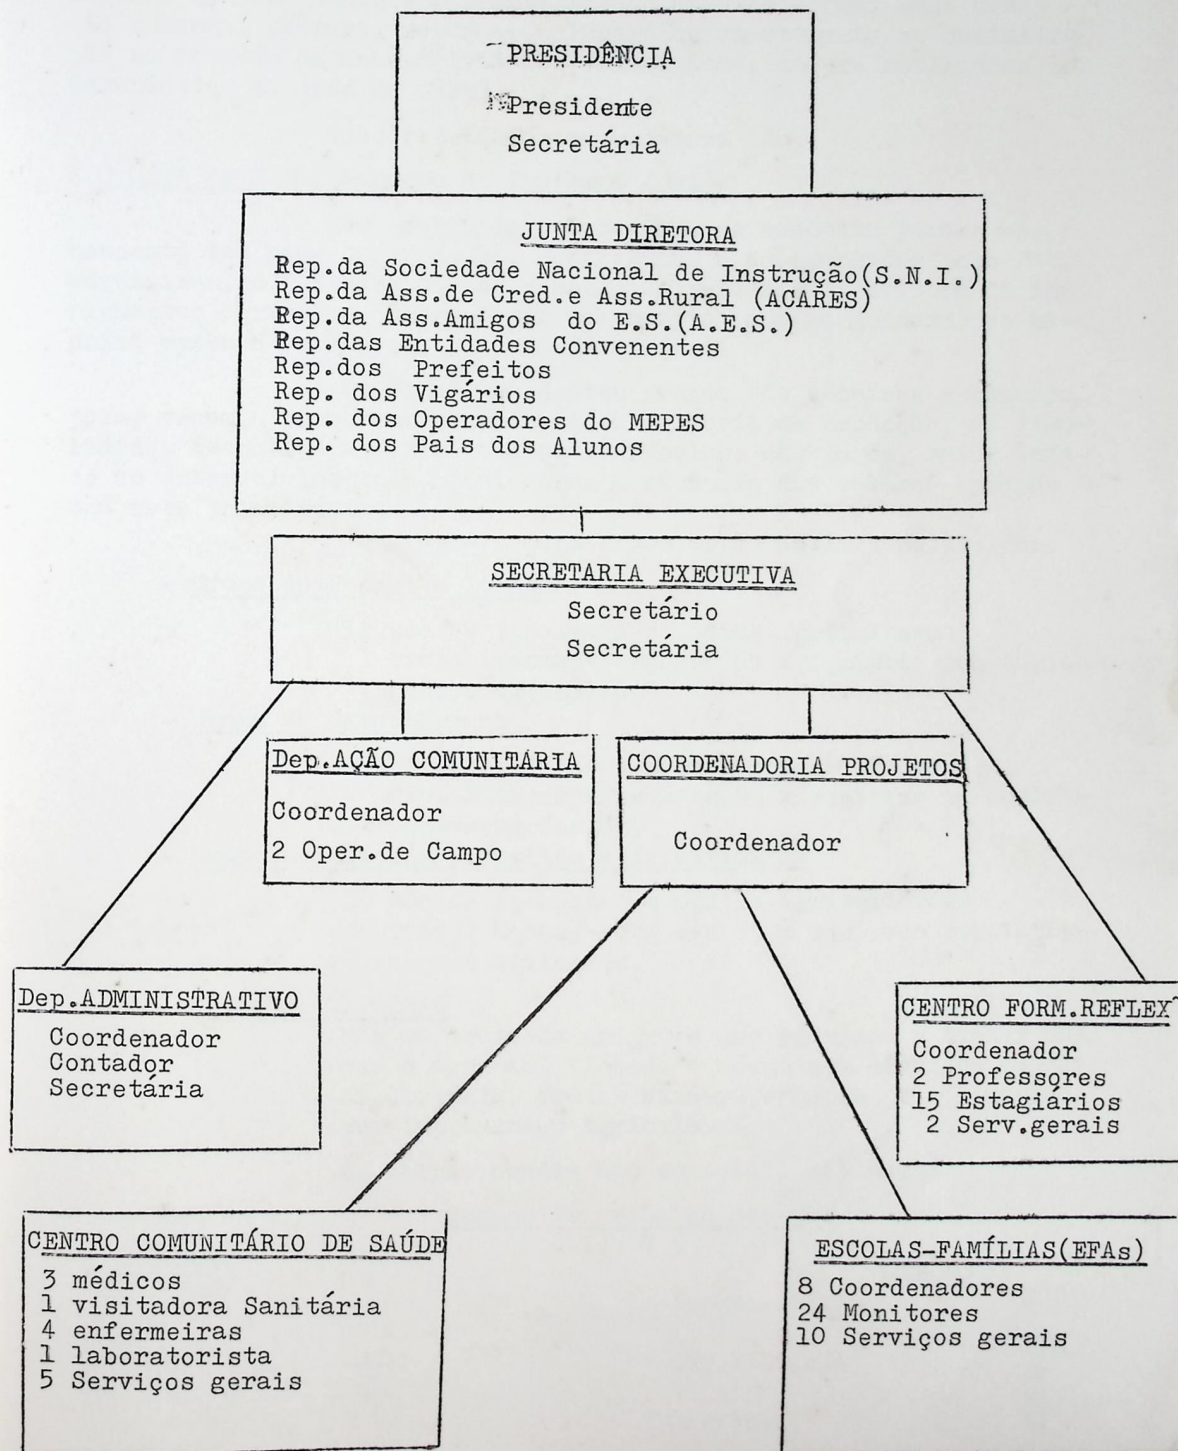 PRESIDÊNCIA
Presidente
Secretária
JUNTA DIRETORA
Rep.da Sociedade Nacional de Instrução(S.N.I.)
Rep.da Ass.de Cred.e Ass.Rural (ACARES)
Rep.da Ass.Amigos do E.S.(A.E.S.)
Rep.das Entidades Convenentes
Rep.dos Prefeitos
Rep. dos Vigários
Rep. dos Operadores do MEPES
Rep. dos Pais dos Alunos
SECRETARIA EXECUTIVA
Secretário
Secretária
Dep.AÇÃO COMUNITÁRIA
Coordenador
2 Oper.de Campo
COORDENADORIA PROJETOS
Coordenador
Dep.ADMINISTRATIVO
Coordenador
Contador
Secretária
CENTRO FORM.REFLEX
Coordenador
2 Professores
15 Estagiários
2 Serv.gerais
CENTRO COMUNITÁRIO DE SAÚDE
3 médicos
1 visitadora Sanitária
4 enfermeiras
1 laboratorista
5 Serviços gerais
ESCOLAS-FAMÍLIAS(EFAs)
8 Coordenadores
24 Monitores
10 Serviços gerais